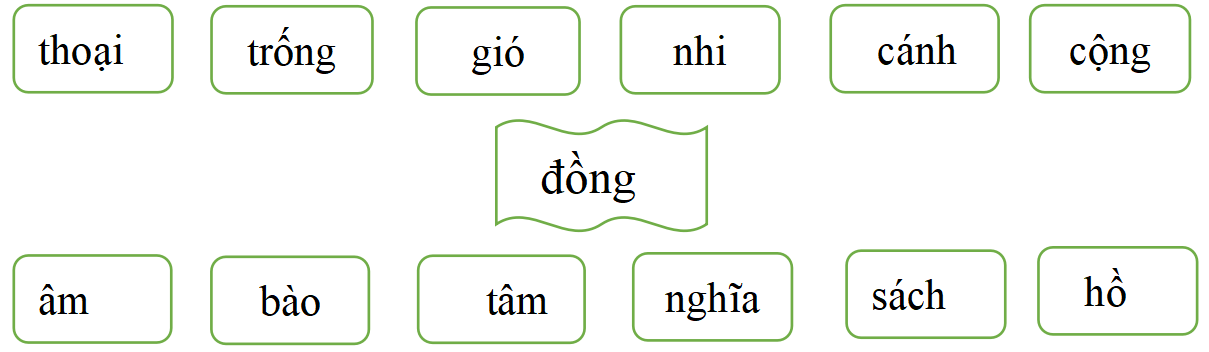 thoại trống gió nhi cánh cộng
đồng
âm bào tâm nghĩa sách hồ